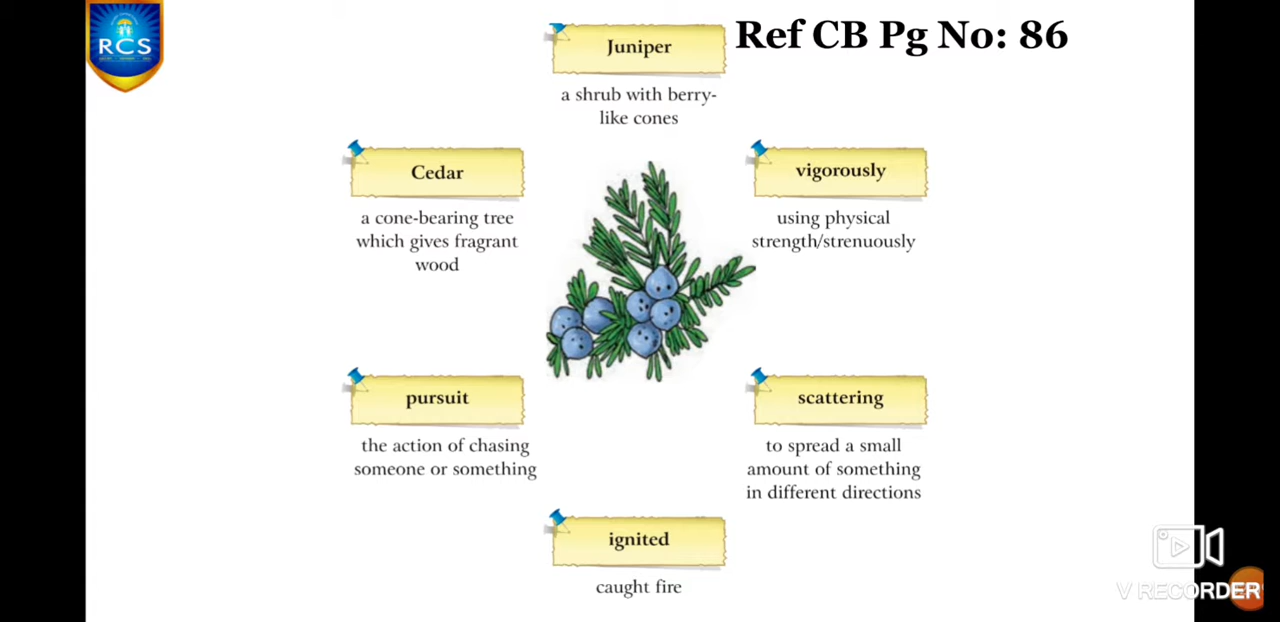 RCS
Ref CB Pg No: 86
Juniper
a shrub with berry-
like cones
Cedar
a cone-bearing tree
which gives fragrant
wood
vigorously
using physical
strength/strenuously
pursuit
the action of chasing
someone or something
scattering
to spread a small
amount of something
in different directions
ignited
caught fire
V RECORDER